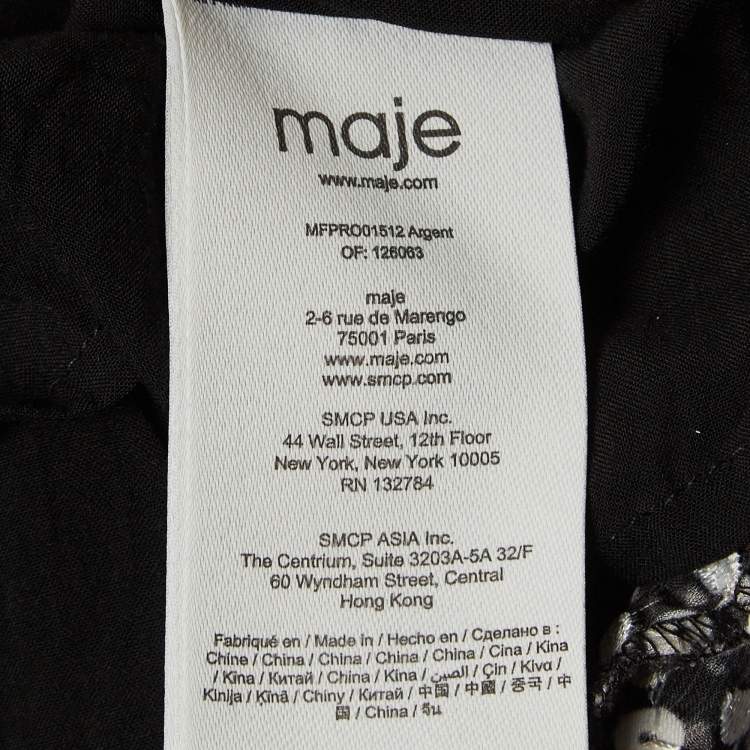 maje
www.maje.com
MFPRO01512 Argent
OF: 126063
maje
2-6 rue de Marengo
75001 Paris
www.maje.com
www.smcp.com
SMCP USA Inc.
44 Wall Street, 12th Floor
New York, New York 10005
RN 132784
SMCP ASIA Inc.
The Centrium, Suite 3203A-5A 32/F
60 Wyndham Street, Central
Hong Kong
Fabriqué en / Made in / Hecho en / Сделано в :
Chine / China / China / China / China / Cina / Kina
/ Kina / Китай / China / Kina / الصين / Çin / Kiva /
Kinija / Ķīnā / Chiny / Китай / 中国 / 中國 / 중국 / 中
国 / China / จีน